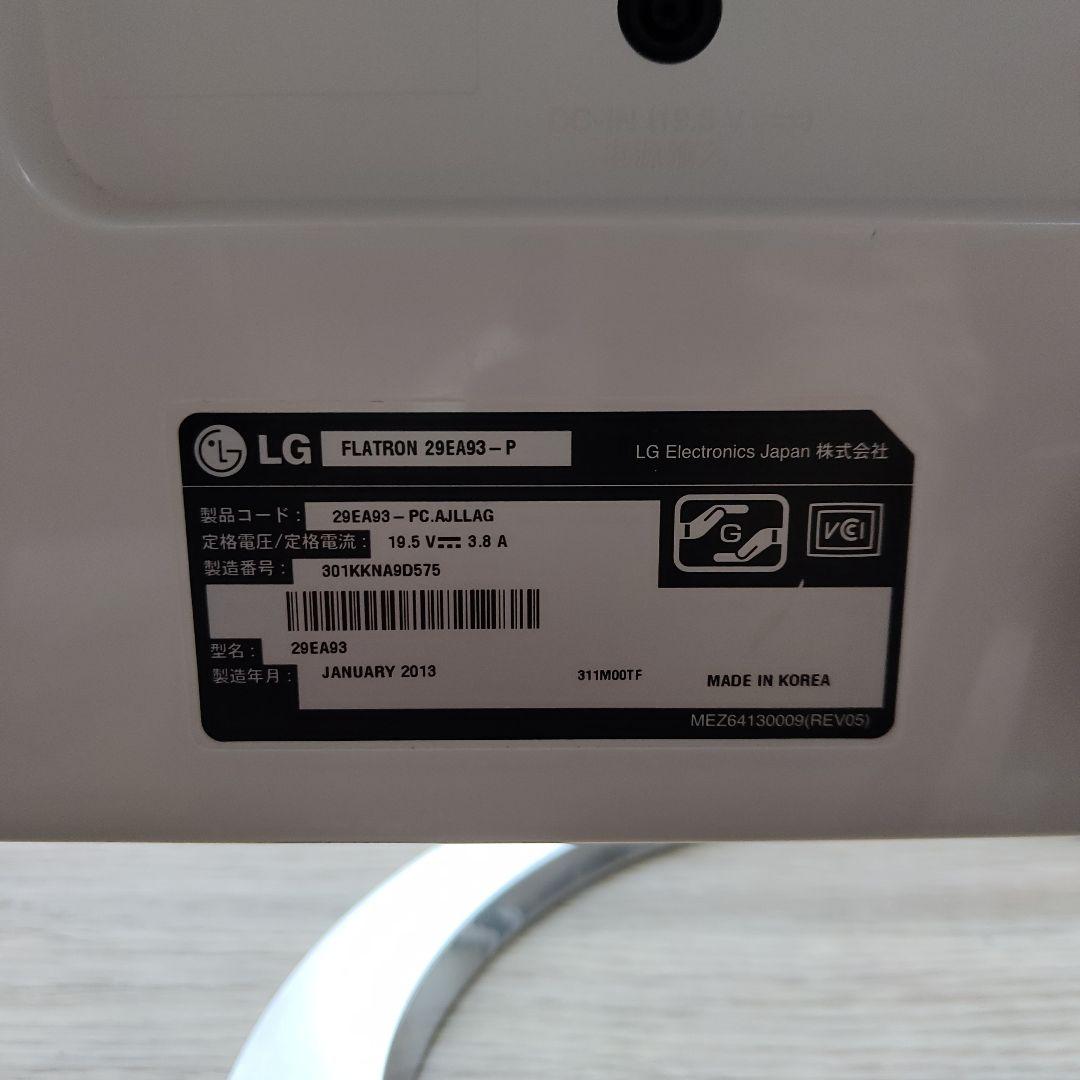 LG FLATRON 29EA93-P LG Electronics Japan 株式会社
製品コード: 29EA93-PC.AJLLAG
定格電圧/定格電流: 19.5 V⎓ 3.8 A
製造番号: 301KKNA9D575
G VCCI
型名: 29EA93
製造年月: JANUARY 2013 311M00TF MADE IN KOREA
MEZ64130009(REV05)